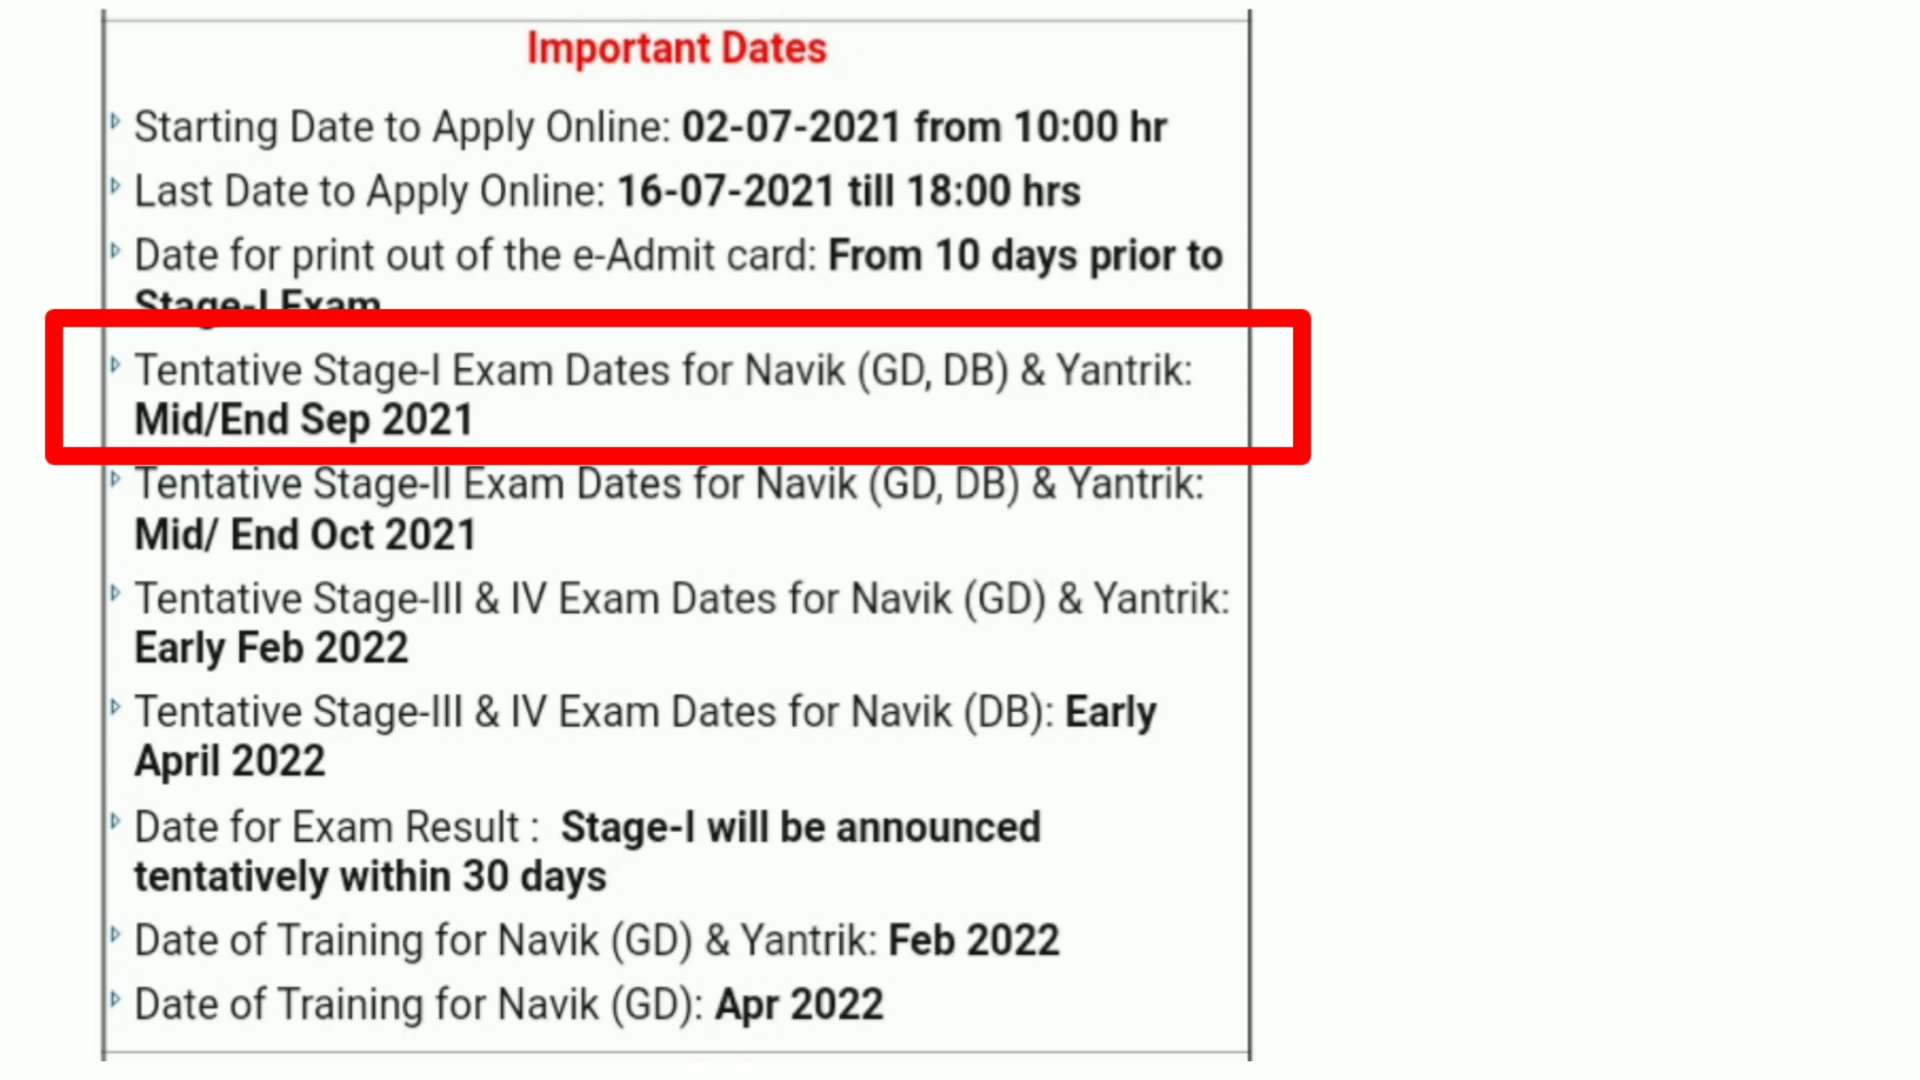 Important Dates
Starting Date to Apply Online: 02-07-2021 from 10:00 hr
Last Date to Apply Online: 16-07-2021 till 18:00 hrs
Date for print out of the e-Admit card: From 10 days prior to
Stage-I Exam
Tentative Stage-I Exam Dates for Navik (GD, DB) & Yantrik:
Mid/End Sep 2021
Tentative Stage-II Exam Dates for Navik (GD, DB) & Yantrik:
Mid/ End Oct 2021
Tentative Stage-III & IV Exam Dates for Navik (GD) & Yantrik:
Early Feb 2022
Tentative Stage-III & IV Exam Dates for Navik (DB): Early
April 2022
Date for Exam Result :  Stage-I will be announced
tentatively within 30 days
Date of Training for Navik (GD) & Yantrik: Feb 2022
Date of Training for Navik (GD): Apr 2022